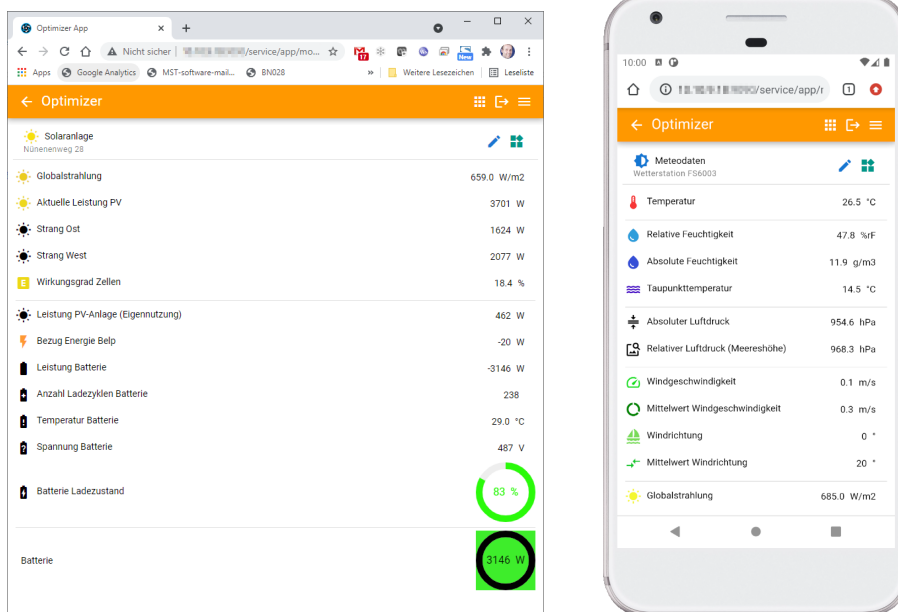 Optimizer App
Nicht sicher /service/app/mo...
17
New
Apps Google Analytics MST-software-mail... BN028 » Weitere Lesezeichen Leseliste
Optimizer
Solaranlage
Nünenenweg 28
Globalstrahlung 659.0 W/m2
Aktuelle Leistung PV 3701 W
Strang Ost 1624 W
Strang West 2077 W
E Wirkungsgrad Zellen 18.4 %
Leistung PV-Anlage (Eigennutzung) 462 W
Bezug Energie Belp -20 W
Leistung Batterie -3146 W
Anzahl Ladezyklen Batterie 238
Temperatur Batterie 29.0 °C
Spannung Batterie 487 V
Batterie Ladezustand 83 %
Batterie 3146 W
10:00
/service/app/r 1
Optimizer
Meteodaten
Wetterstation FS6003
Temperatur 26.5 °C
Relative Feuchtigkeit 47.8 %rF
Absolute Feuchtigkeit 11.9 g/m3
Taupunkttemperatur 14.5 °C
Absoluter Luftdruck 954.6 hPa
Relativer Luftdruck (Meereshöhe) 968.3 hPa
Windgeschwindigkeit 0.1 m/s
Mittelwert Windgeschwindigkeit 0.3 m/s
Windrichtung 0 °
Mittelwert Windrichtung 20 °
Globalstrahlung 685.0 W/m2